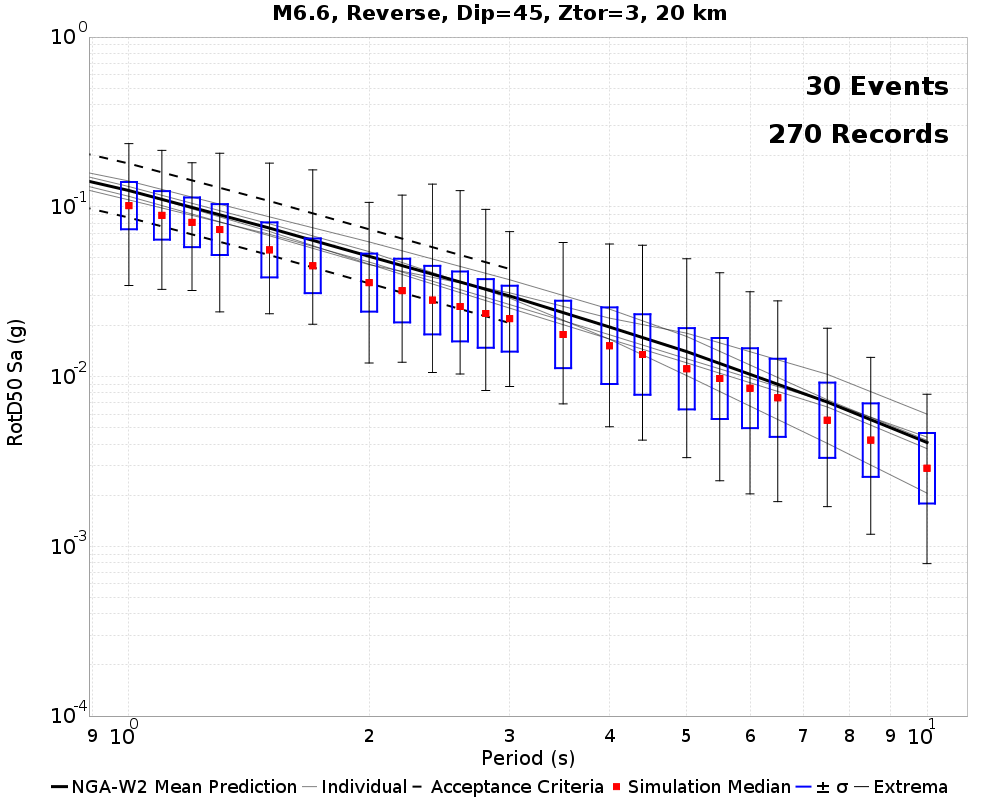 M6.6, Reverse, Dip=45, Ztor=3, 20 km
30 Events
270 Records
10^0
10^-1
10^-2
10^-3
10^-4
RotD50 Sa (g)
9 10^0 2 3 4 5 6 7 8 9 10^1
Period (s)
NGA-W2 Mean Prediction Individual Acceptance Criteria Simulation Median ± σ Extrema